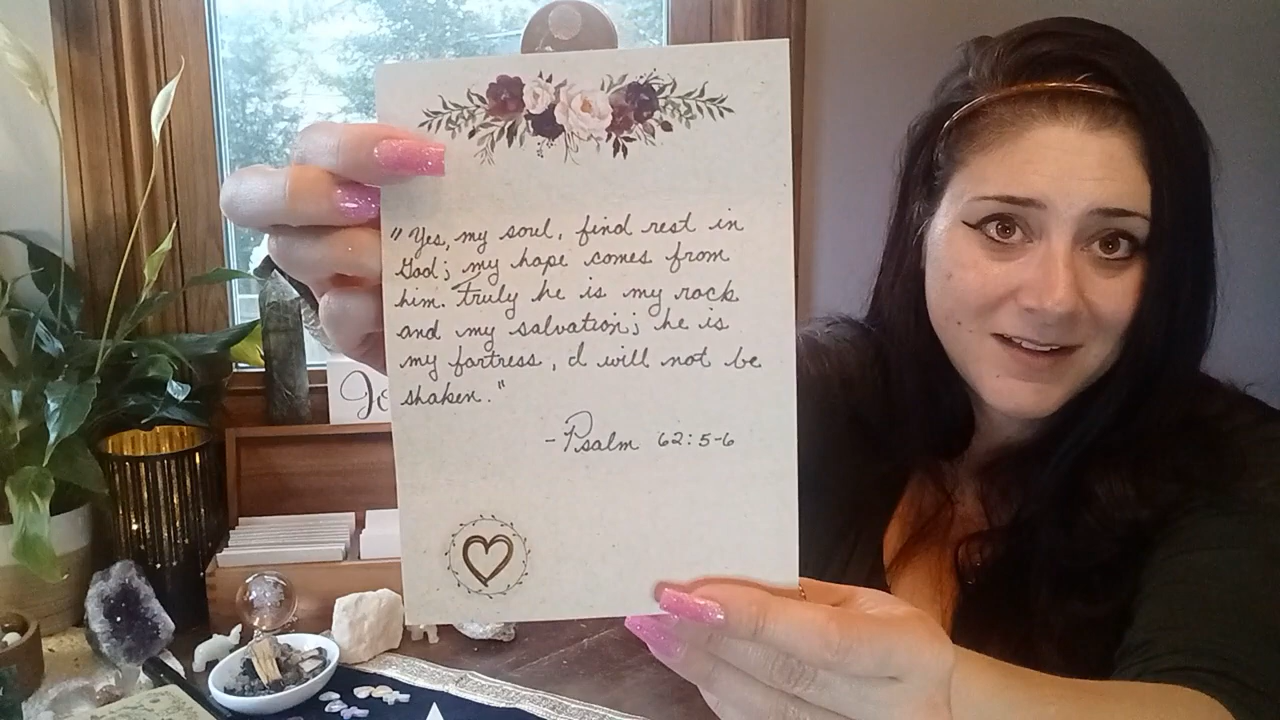 "Yes, my soul, find rest in
God; my hope comes from
him. Truly he is my rock
and my salvation; he is
my fortress, I will not be
shaken."
-Psalm 62:5-6